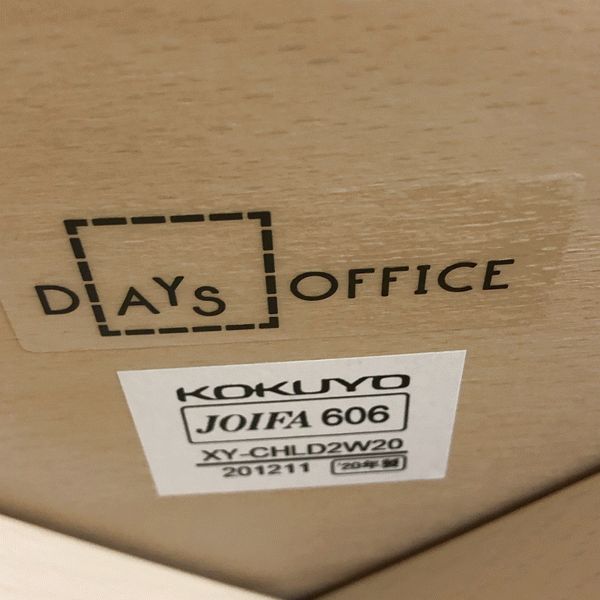 DAYS OFFICE
KOKUYO
JOIFA 606
XY-CHLD2W20
201211 '20年製